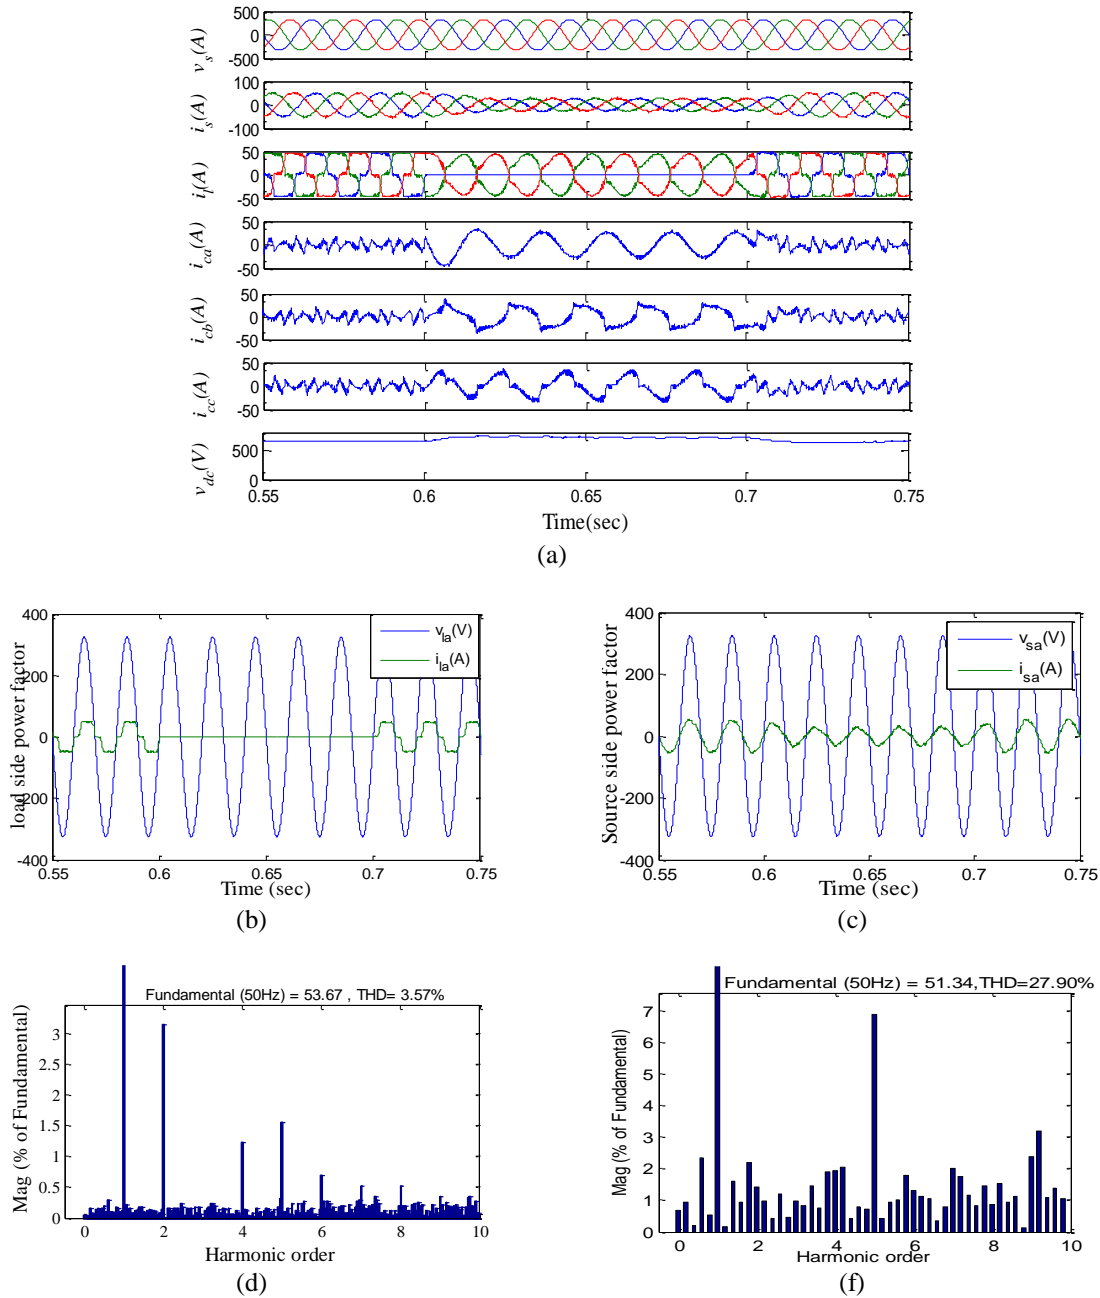 500
0
-500
v_s(A)
100
0
-100
i_s(A)
50
0
-50
i_l(A)
50
0
-50
i_ca(A)
50
0
-50
i_cb(A)
50
0
-50
i_cc(A)
500
0
v_dc(V)
0.55 0.6 0.65 0.7 0.75
Time(sec)
(a)
400
200
0
-200
-400
load side power factor
v_la(V)
i_la(A)
0.55 0.6 0.65 0.7 0.75
Time (sec)
(b)
400
200
0
-200
-400
Source side power factor
v_sa(V)
i_sa(A)
0.55 0.6 0.65 0.7 0.75
Time (sec)
(c)
Fundamental (50Hz) = 53.67 , THD= 3.57%
3
2.5
2
1.5
1
0.5
0
Mag (% of Fundamental)
0 2 4 6 8 10
Harmonic order
(d)
Fundamental (50Hz) = 51.34,THD=27.90%
7
6
5
4
3
2
1
0
Mag (% of Fundamental)
0 2 4 6 8 10
Harmonic order
(f)